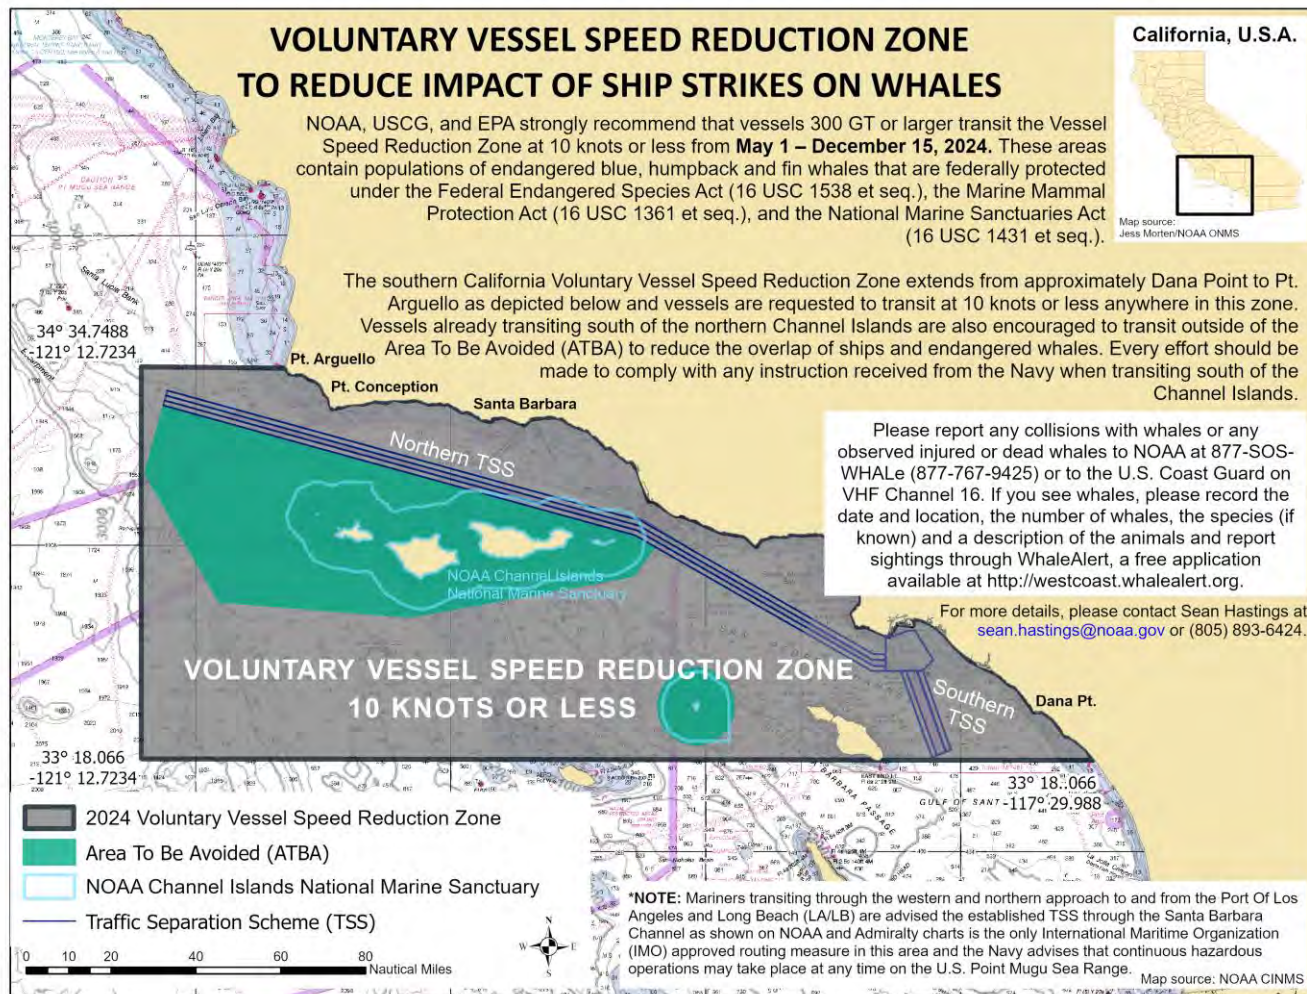 VOLUNTARY VESSEL SPEED REDUCTION ZONE
TO REDUCE IMPACT OF SHIP STRIKES ON WHALES
California, U.S.A.
Map source:
Jess Morten/NOAA ONMS
NOAA, USCG, and EPA strongly recommend that vessels 300 GT or larger transit the Vessel
Speed Reduction Zone at 10 knots or less from May 1 – December 15, 2024. These areas
contain populations of endangered blue, humpback and fin whales that are federally protected
under the Federal Endangered Species Act (16 USC 1538 et seq.), the Marine Mammal
Protection Act (16 USC 1361 et seq.), and the National Marine Sanctuaries Act
(16 USC 1431 et seq.).
The southern California Voluntary Vessel Speed Reduction Zone extends from approximately Dana Point to Pt.
Arguello as depicted below and vessels are requested to transit at 10 knots or less anywhere in this zone.
Vessels already transiting south of the northern Channel Islands are also encouraged to transit outside of the
Area To Be Avoided (ATBA) to reduce the overlap of ships and endangered whales. Every effort should be
made to comply with any instruction received from the Navy when transiting south of the
Channel Islands.
Please report any collisions with whales or any
observed injured or dead whales to NOAA at 877-SOS-
WHALe (877-767-9425) or to the U.S. Coast Guard on
VHF Channel 16. If you see whales, please record the
date and location, the number of whales, the species (if
known) and a description of the animals and report
sightings through WhaleAlert, a free application
available at http://westcoast.whalealert.org.
For more details, please contact Sean Hastings at
sean.hastings@noaa.gov or (805) 893-6424.
CAUTION
PT MUGU SEA RANGE
Santa Lucia Bank
34° 34.7488
-121° 12.7234
Pt. Arguello
Pt. Conception
Santa Barbara
Northern TSS
3000
NOAA Channel Islands
National Marine Sanctuary
VOLUNTARY VESSEL SPEED REDUCTION ZONE
10 KNOTS OR LESS
Southern
TSS
Dana Pt.
33° 18.066
-121° 12.7234
33° 18..066
-117° 29.988
GULF OF SANT
BARBARA PASSAGE
2024 Voluntary Vessel Speed Reduction Zone
Area To Be Avoided (ATBA)
NOAA Channel Islands National Marine Sanctuary
Traffic Separation Scheme (TSS)
N
W E
S
0 10 20 40 60 80
Nautical Miles
*NOTE: Mariners transiting through the western and northern approach to and from the Port Of Los
Angeles and Long Beach (LA/LB) are advised the established TSS through the Santa Barbara
Channel as shown on NOAA and Admiralty charts is the only International Maritime Organization
(IMO) approved routing measure in this area and the Navy advises that continuous hazardous
operations may take place at any time on the U.S. Point Mugu Sea Range.
Map source: NOAA CINMS